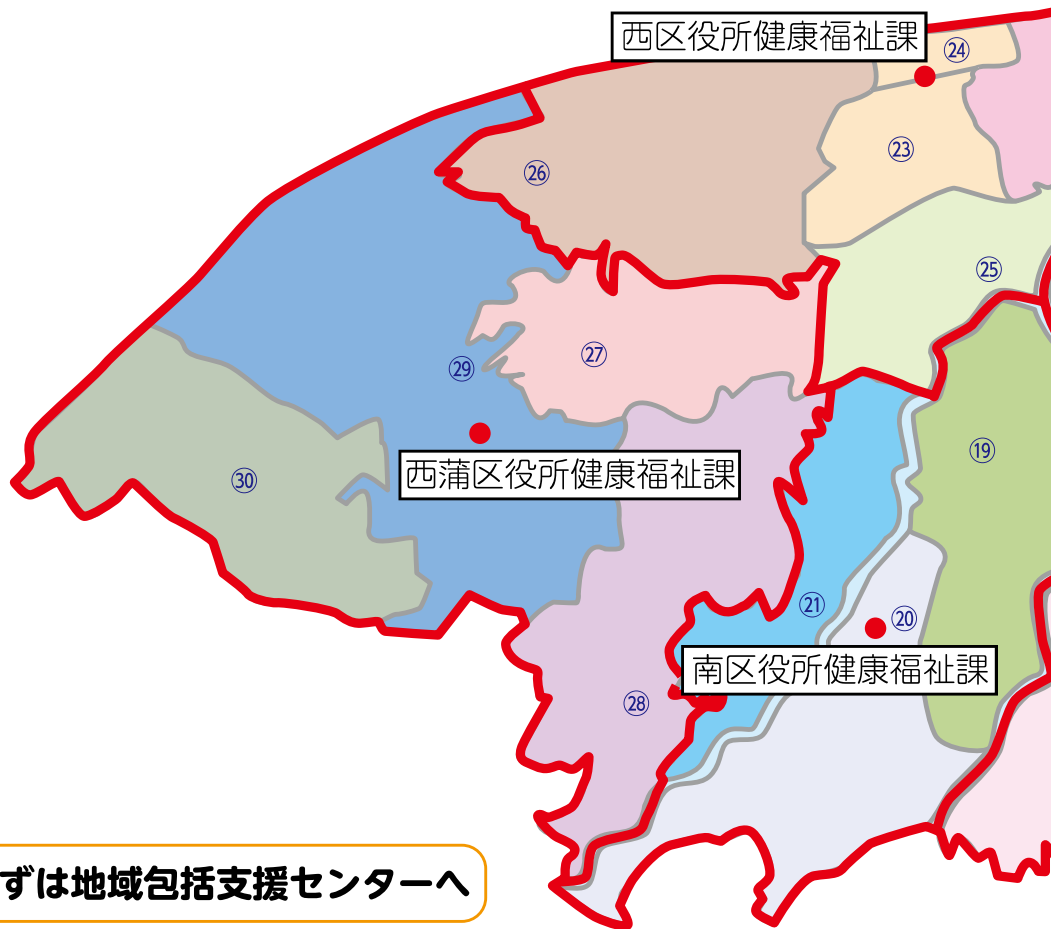 西区役所健康福祉課
㉔
㉓
㉖
㉕
㉗
㉙
⑲
西蒲区役所健康福祉課
㉚
㉑
⑳
南区役所健康福祉課
㉘
ずは地域包括支援センターへ